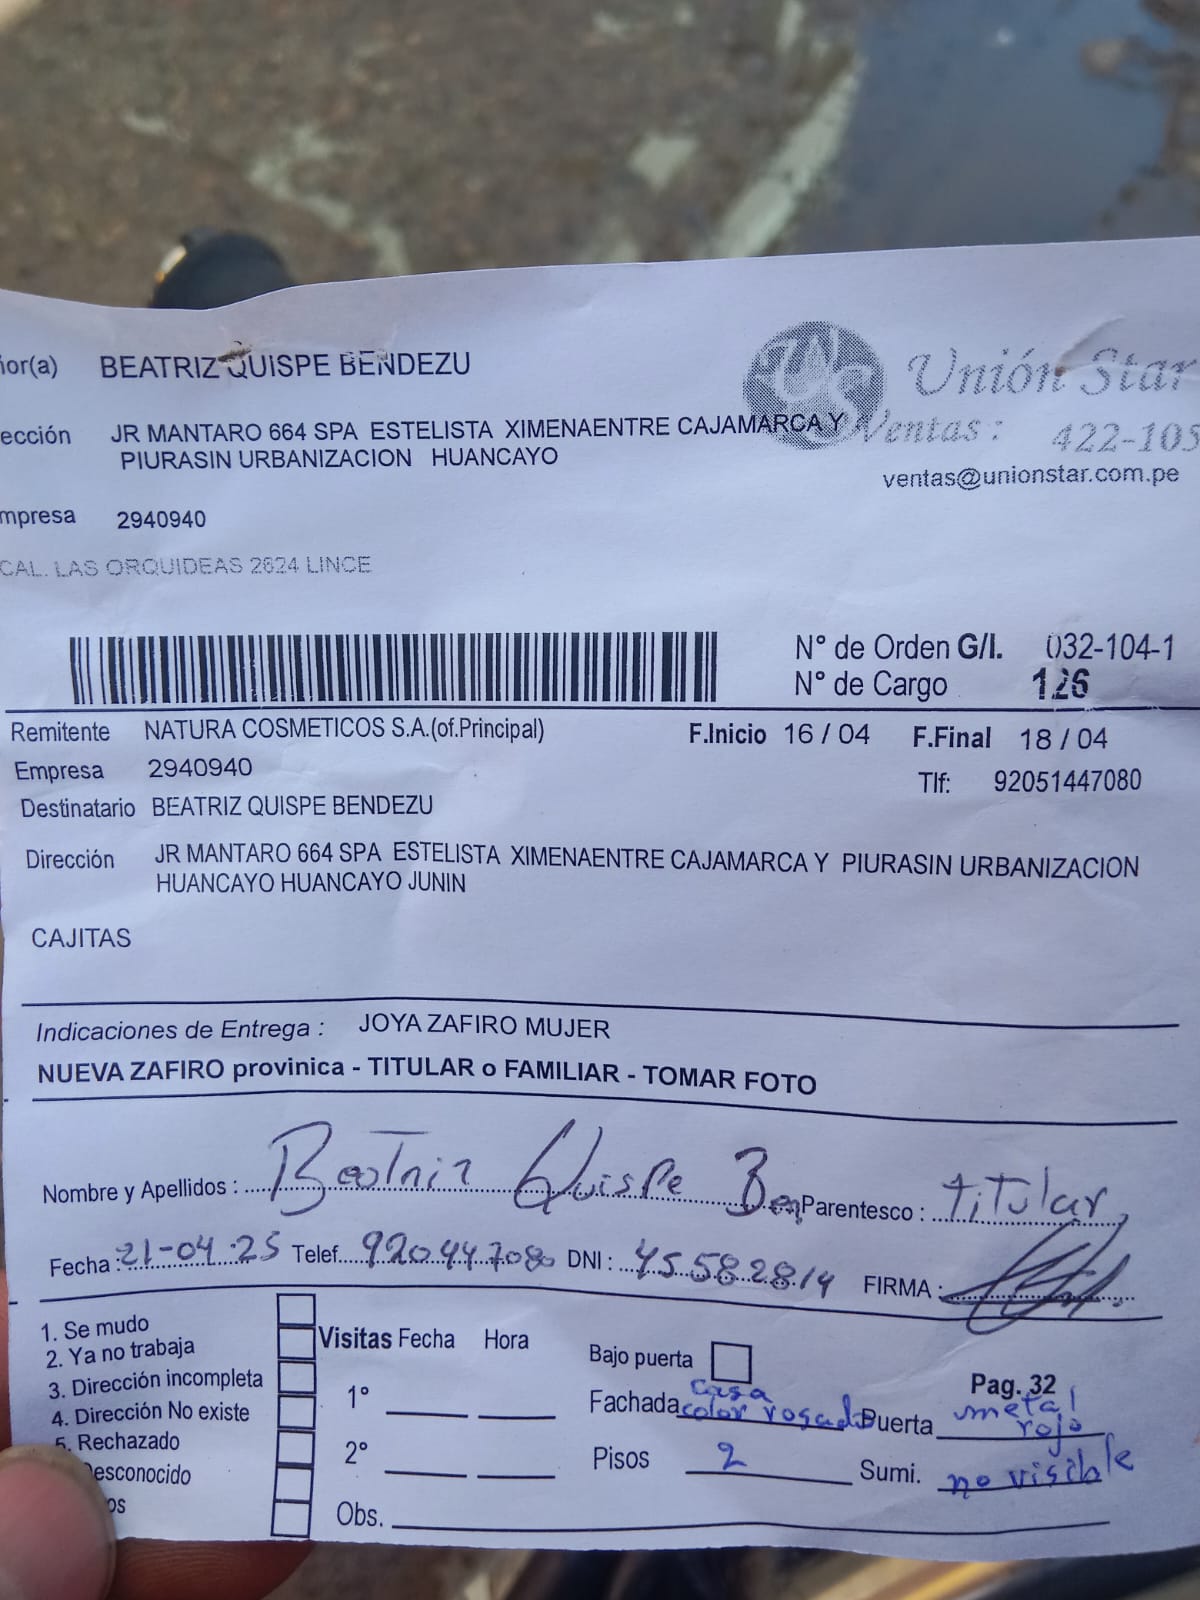 ñor(a) BEATRIZ QUISPE BENDEZU
Unión Star
ección JR MANTARO 664 SPA ESTELISTA XIMENAENTRE CAJAMARCA Y
PIURASIN URBANIZACION HUANCAYO
Ventas: 422-105
ventas@unionstar.com.pe
mpresa 2940940
CAL. LAS ORQUIDEAS 2624 LINCE
N° de Orden G/I. 032-104-1
N° de Cargo 126
Remitente NATURA COSMETICOS S.A.(of.Principal) F.Inicio 16 / 04 F.Final 18 / 04
Empresa 2940940 Tlf: 92051447080
Destinatario BEATRIZ QUISPE BENDEZU
Dirección JR MANTARO 664 SPA ESTELISTA XIMENAENTRE CAJAMARCA Y PIURASIN URBANIZACION
HUANCAYO HUANCAYO JUNIN
CAJITAS
Indicaciones de Entrega : JOYA ZAFIRO MUJER
NUEVA ZAFIRO provinica - TITULAR o FAMILIAR - TOMAR FOTO
Nombre y Apellidos : Beatriz Quispe Ben Parentesco : titular
Fecha : 21-04-25 Telef. 920447080 DNI : 45582814 FIRMA :
1. Se mudo
2. Ya no trabaja
3. Dirección incompleta
4. Dirección No existe
5. Rechazado
Desconocido
os
Visitas Fecha Hora
1°
2°
Obs.
Bajo puerta
Pag. 32
Fachada casa color rosado Puerta metal rojo
Pisos 2 Sumi. no visible